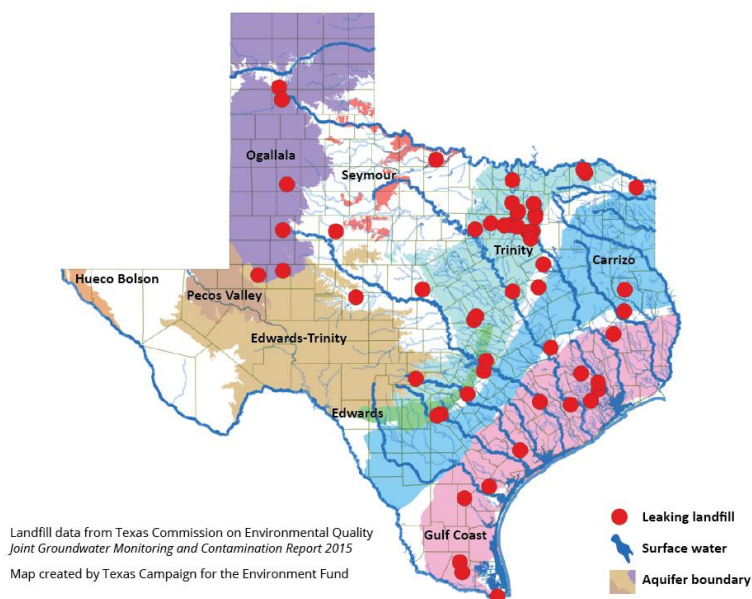 Ogallala
Seymour
Trinity
Carrizo
Hueco Bolson
Pecos Valley
Edwards-Trinity
Edwards
Gulf Coast
Leaking landfill
Surface water
Aquifer boundary
Landfill data from Texas Commission on Environmental Quality
Joint Groundwater Monitoring and Contamination Report 2015
Map created by Texas Campaign for the Environment Fund